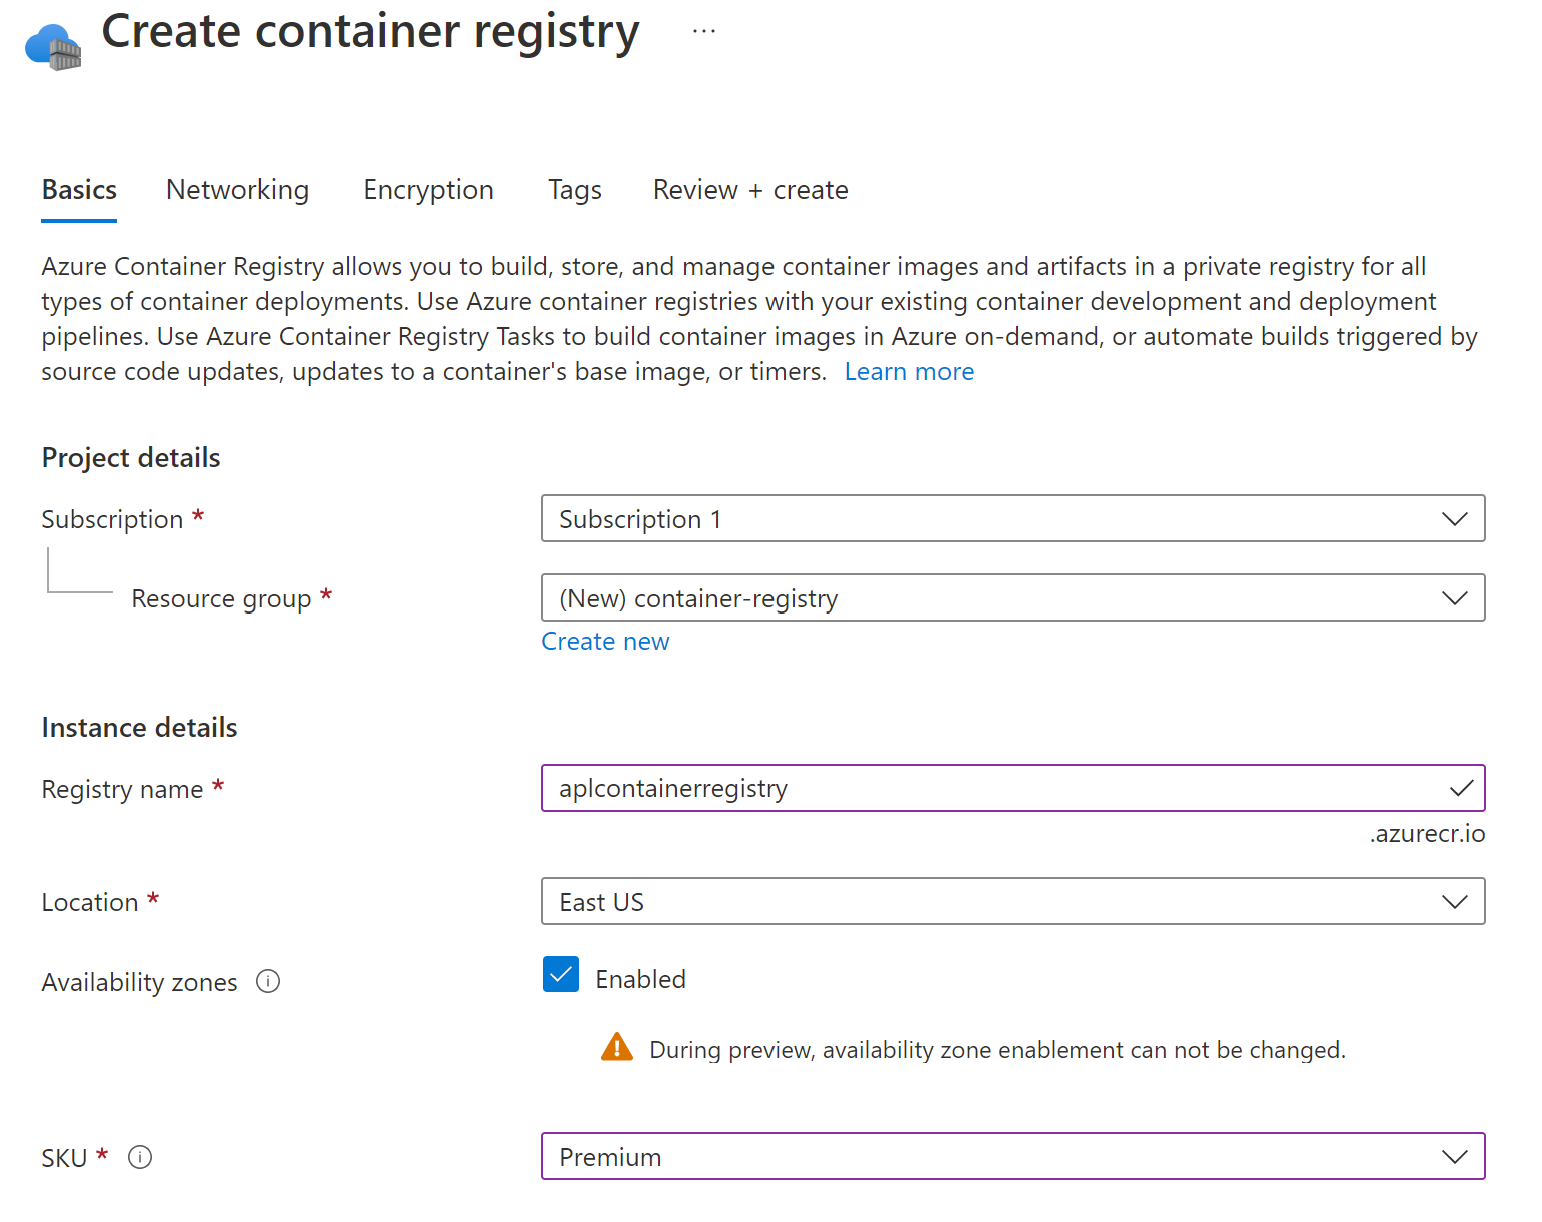 Create container registry ...
Basics Networking Encryption Tags Review + create
Azure Container Registry allows you to build, store, and manage container images and artifacts in a private registry for all
types of container deployments. Use Azure container registries with your existing container development and deployment
pipelines. Use Azure Container Registry Tasks to build container images in Azure on-demand, or automate builds triggered by
source code updates, updates to a container's base image, or timers. Learn more
Project details
Subscription * Subscription 1
Resource group * (New) container-registry
Create new
Instance details
Registry name * aplcontainerregistry
.azurecr.io
Location * East US
Availability zones Enabled
During preview, availability zone enablement can not be changed.
SKU * Premium